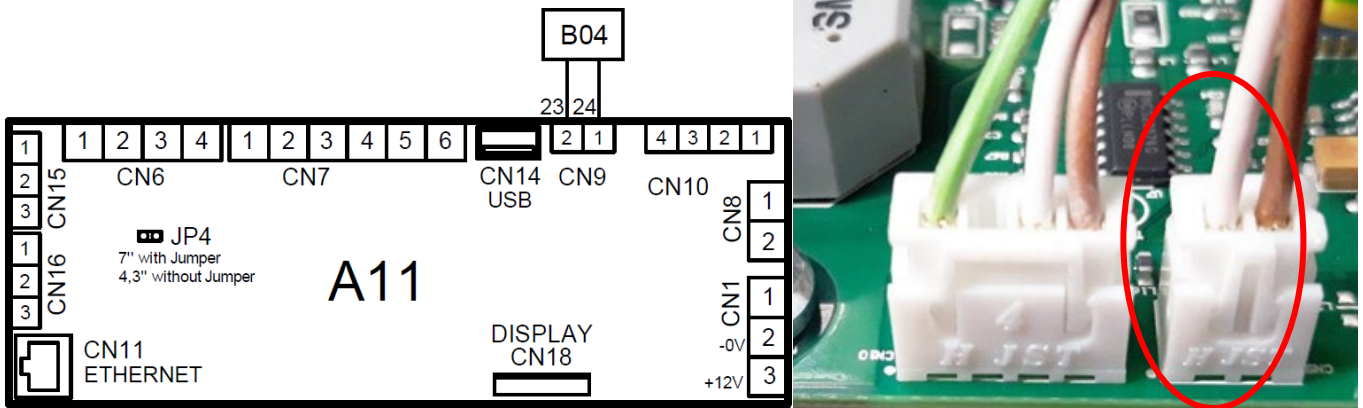 B04
23 24
1 2 3 4
1 2 3 4 5 6
2 1
4 3 2 1
CN6
CN7
CN14
USB
CN9
CN10
1
2
3
CN15
1
2
3
CN16
JP4
7" with Jumper
4,3" without Jumper
A11
1
2
CN8
1
2
3
CN1
-0V
+12V
CN11
ETHERNET
DISPLAY
CN18
4
H JST
H JST